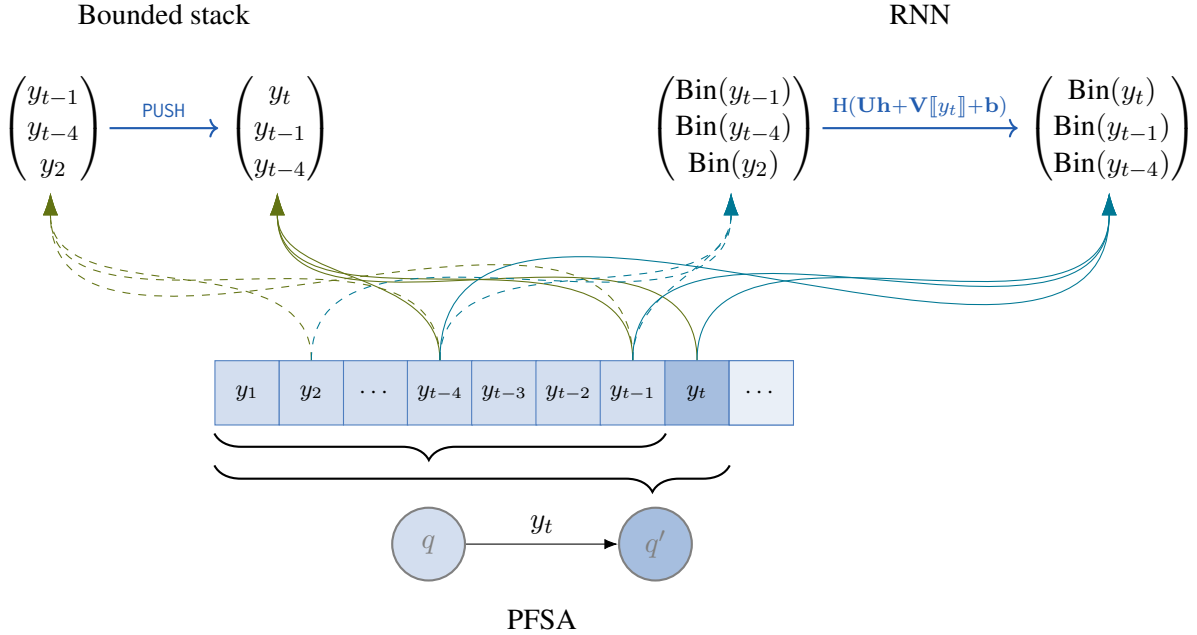 Bounded stack
RNN
y_{t−1}
y_{t−4}
y_2
PUSH
y_t
y_{t−1}
y_{t−4}
Bin(y_{t−1})
Bin(y_{t−4})
Bin(y_2)
H(Uh+V⟦y_t⟧+b)
Bin(y_t)
Bin(y_{t−1})
Bin(y_{t−4})
y_1 y_2 ⋯ y_{t−4} y_{t−3} y_{t−2} y_{t−1} y_t ⋯
q y_t q′
PFSA